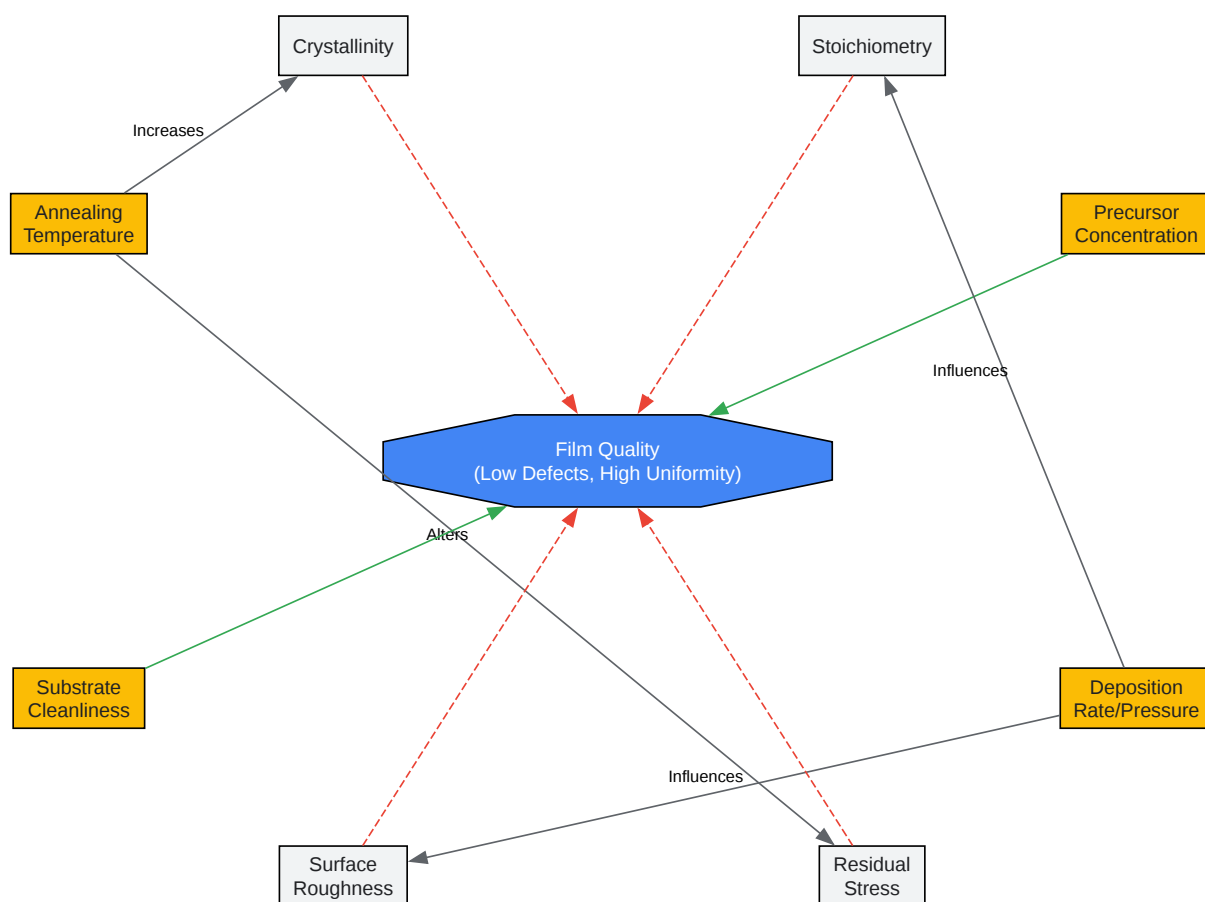 Crystallinity
Stoichiometry
Increases
Annealing
Temperature
Precursor
Concentration
Influences
Film Quality
(Low Defects, High Uniformity)
Alters
Substrate
Cleanliness
Deposition
Rate/Pressure
Influences
Surface
Roughness
Residual
Stress